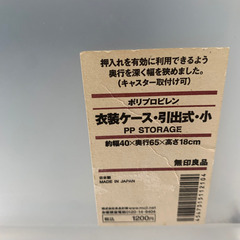 押入れを有効に利用できるよう
奥行を深く幅を狭めました。
（キャスター取付け可）
ポリプロピレン
衣装ケース・引出式・小
PP STORAGE
約幅40×奥行65×高さ18cm
無印良品
日本製
MADE IN JAPAN
税込 1200円